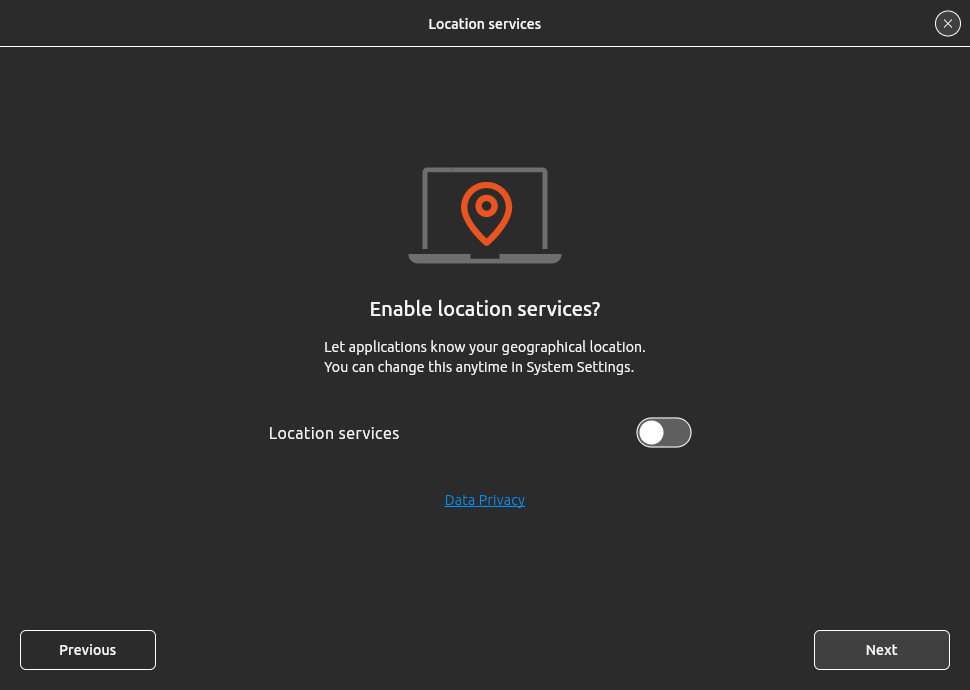 Location services
Enable location services?
Let applications know your geographical location.
You can change this anytime in System Settings.
Location services
Data Privacy
Previous
Next